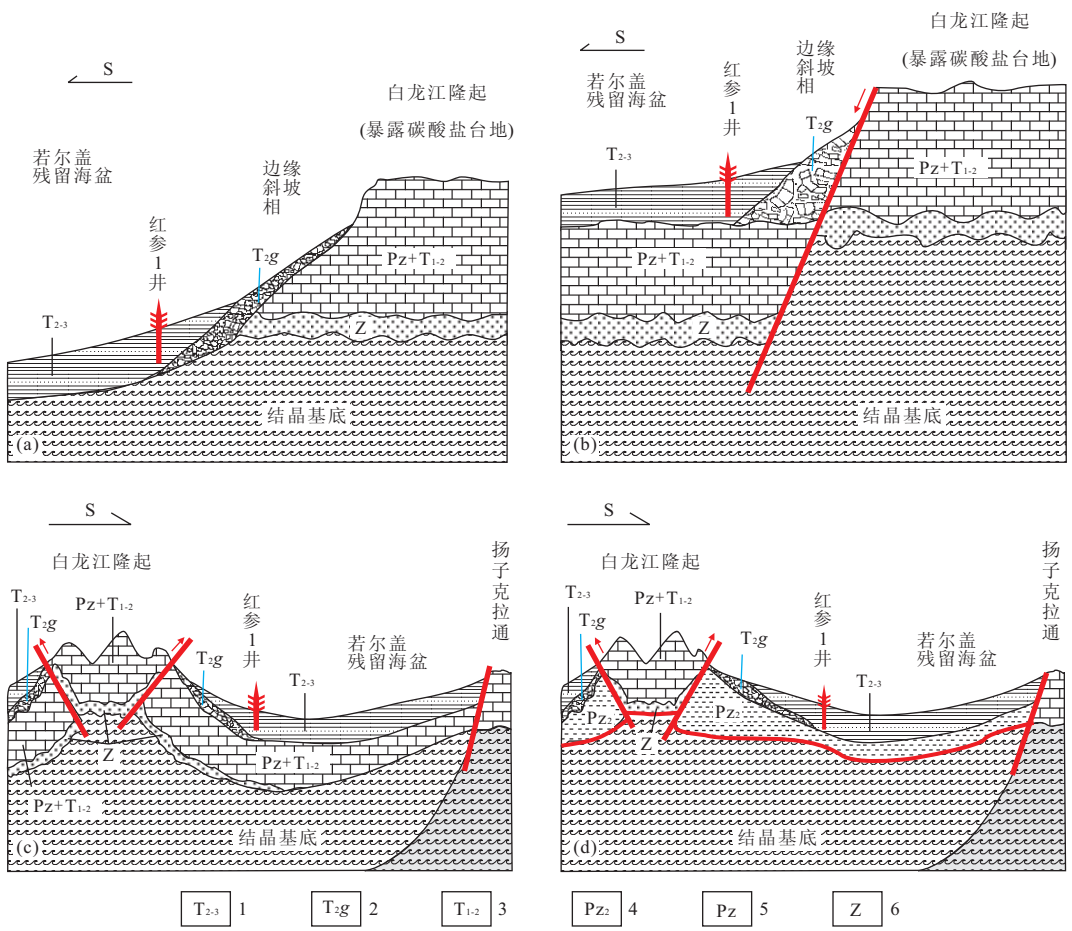 S
白龙江隆起
(暴露碳酸盐台地)
若尔盖
残留海盆
边缘
斜坡
相
红参1井
T₂g
Pz+T₁₋₂
T₂₋₃
Z
结晶基底
(a)
S
白龙江隆起
(暴露碳酸盐台地)
若尔盖
残留海盆
红参1井
边缘
斜坡
相
T₂g
Pz+T₁₋₂
T₂₋₃
Pz+T₁₋₂
Z
结晶基底
(b)
S
白龙江隆起
扬子克拉通
T₂₋₃
Pz+T₁₋₂
T₂g
红参1井
若尔盖
残留海盆
T₂g
T₂₋₃
Z
Pz+T₁₋₂
Pz+T₁₋₂
结晶基底
(c)
S
白龙江隆起
扬子克拉通
T₂₋₃
Pz+T₁₋₂
T₂g
红参1井
若尔盖
残留海盆
T₂g
T₂₋₃
Pz₂
Pz₂
Z
结晶基底
(d)
T₂₋₃ 1 T₂g 2 T₁₋₂ 3 Pz₂ 4 Pz 5 Z 6